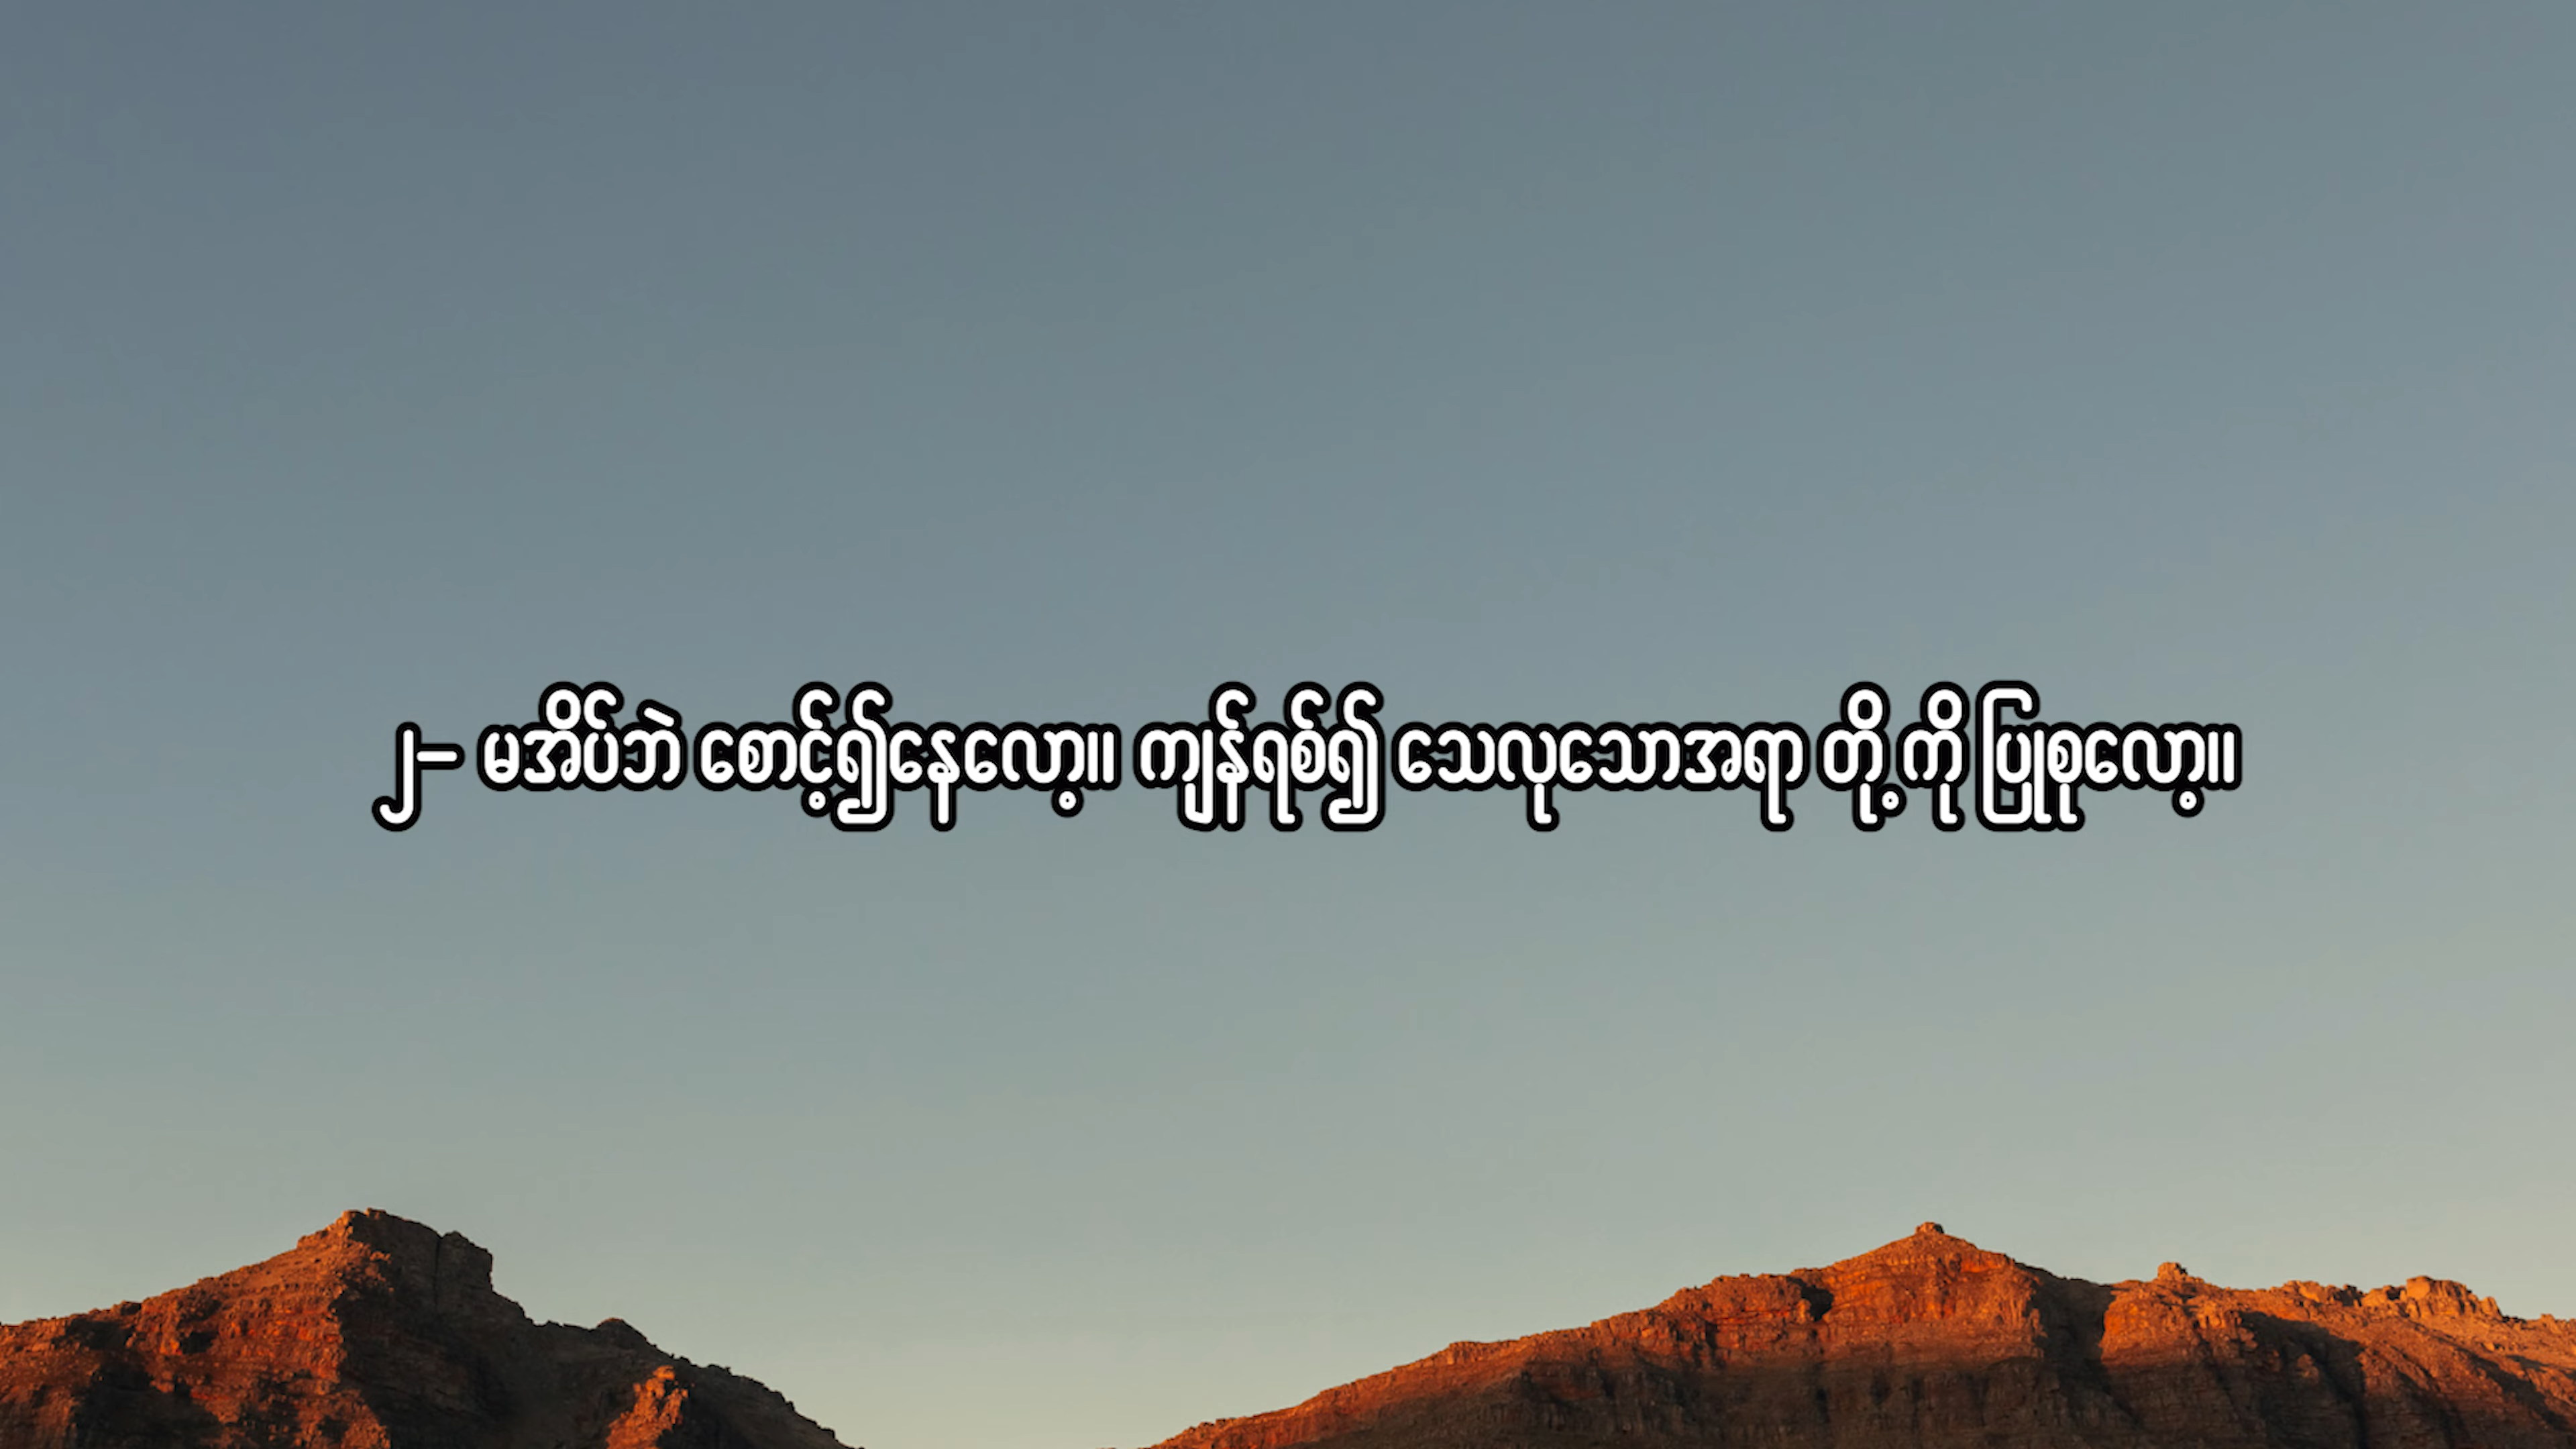 ၂- မအိပ်ဘဲ စောင့်၍နေလော့။ ကျန်ရစ်၍ သေလုသောအရာ တို့ကို ပြုစုလော့။